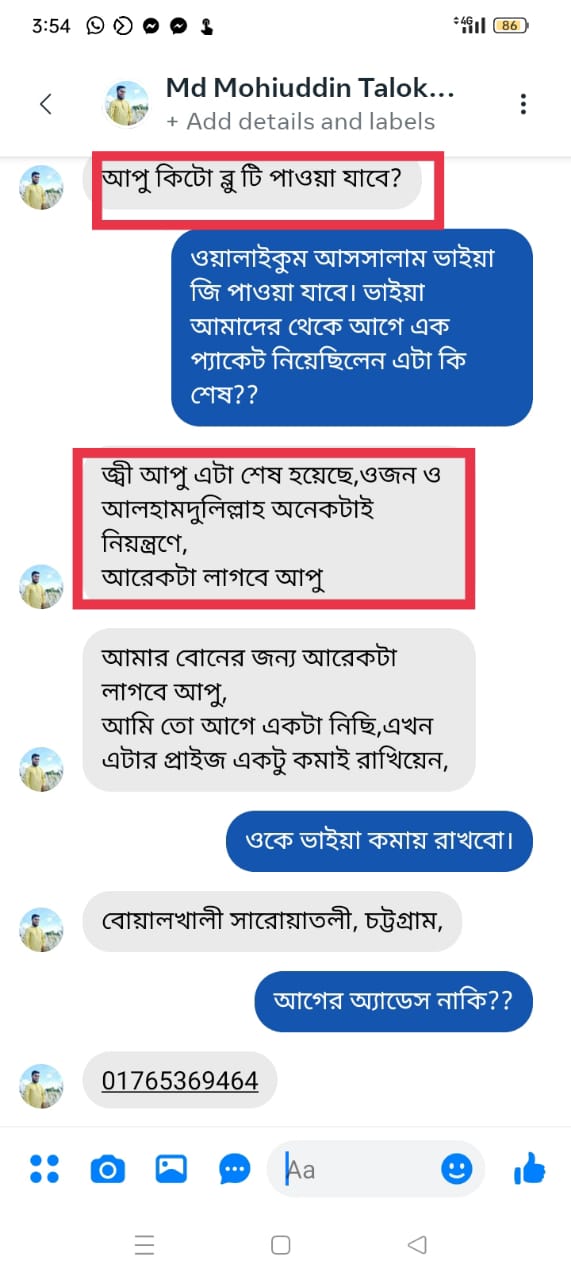 3:54
4G
86
Md Mohiuddin Talok...
+ Add details and labels
আপু কিটো ব্লু টি পাওয়া যাবে?
ওয়ালাইকুম আসসালাম ভাইয়া
জি পাওয়া যাবে। ভাইয়া
আমাদের থেকে আগে এক
প্যাকেট নিয়েছিলেন এটা কি
শেষ??
জ্বী আপু এটা শেষ হয়েছে,ওজন ও
আলহামদুলিল্লাহ অনেকটাই
নিয়ন্ত্রণে,
আরেকটা লাগবে আপু
আমার বোনের জন্য আরেকটা
লাগবে আপু,
আমি তো আগে একটা নিছি,এখন
এটার প্রাইজ একটু কমাই রাখিয়েন,
ওকে ভাইয়া কমায় রাখবো।
বোয়ালখালী সারোয়াতলী, চট্টগ্রাম,
আগের অ্যাডেস নাকি??
01765369464
Aa